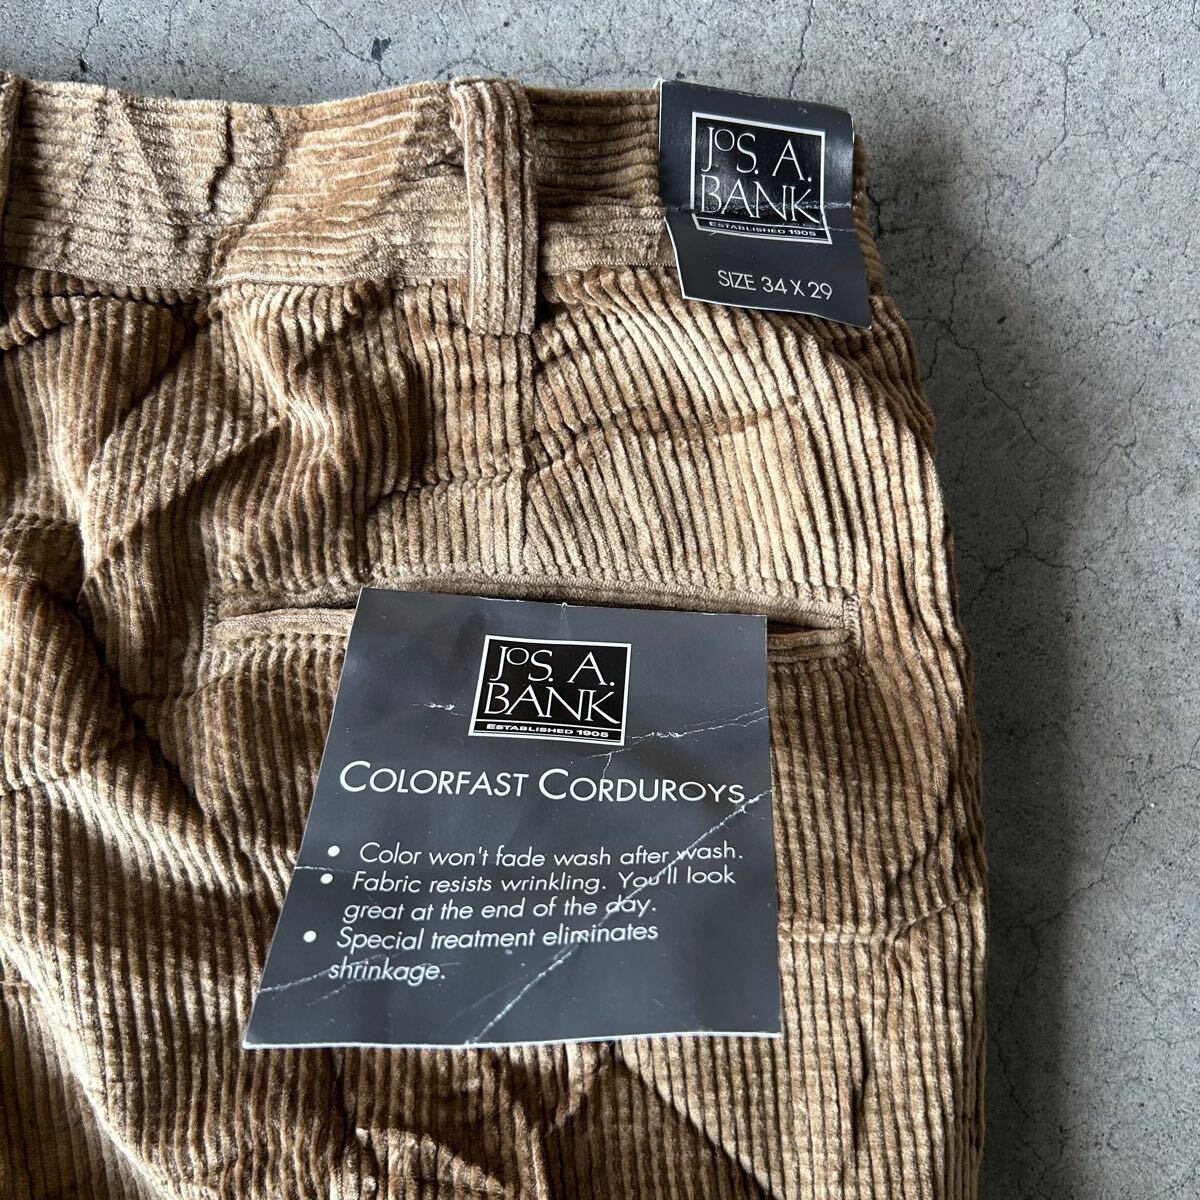 JOS. A.
BANK
ESTABLISHED 1905
SIZE 34 X 29
JOS. A.
BANK
ESTABLISHED 1905
COLORFAST CORDUROYS
• Color won't fade wash after wash.
• Fabric resists wrinkling. You'll look
great at the end of the day.
• Special treatment eliminates
shrinkage.